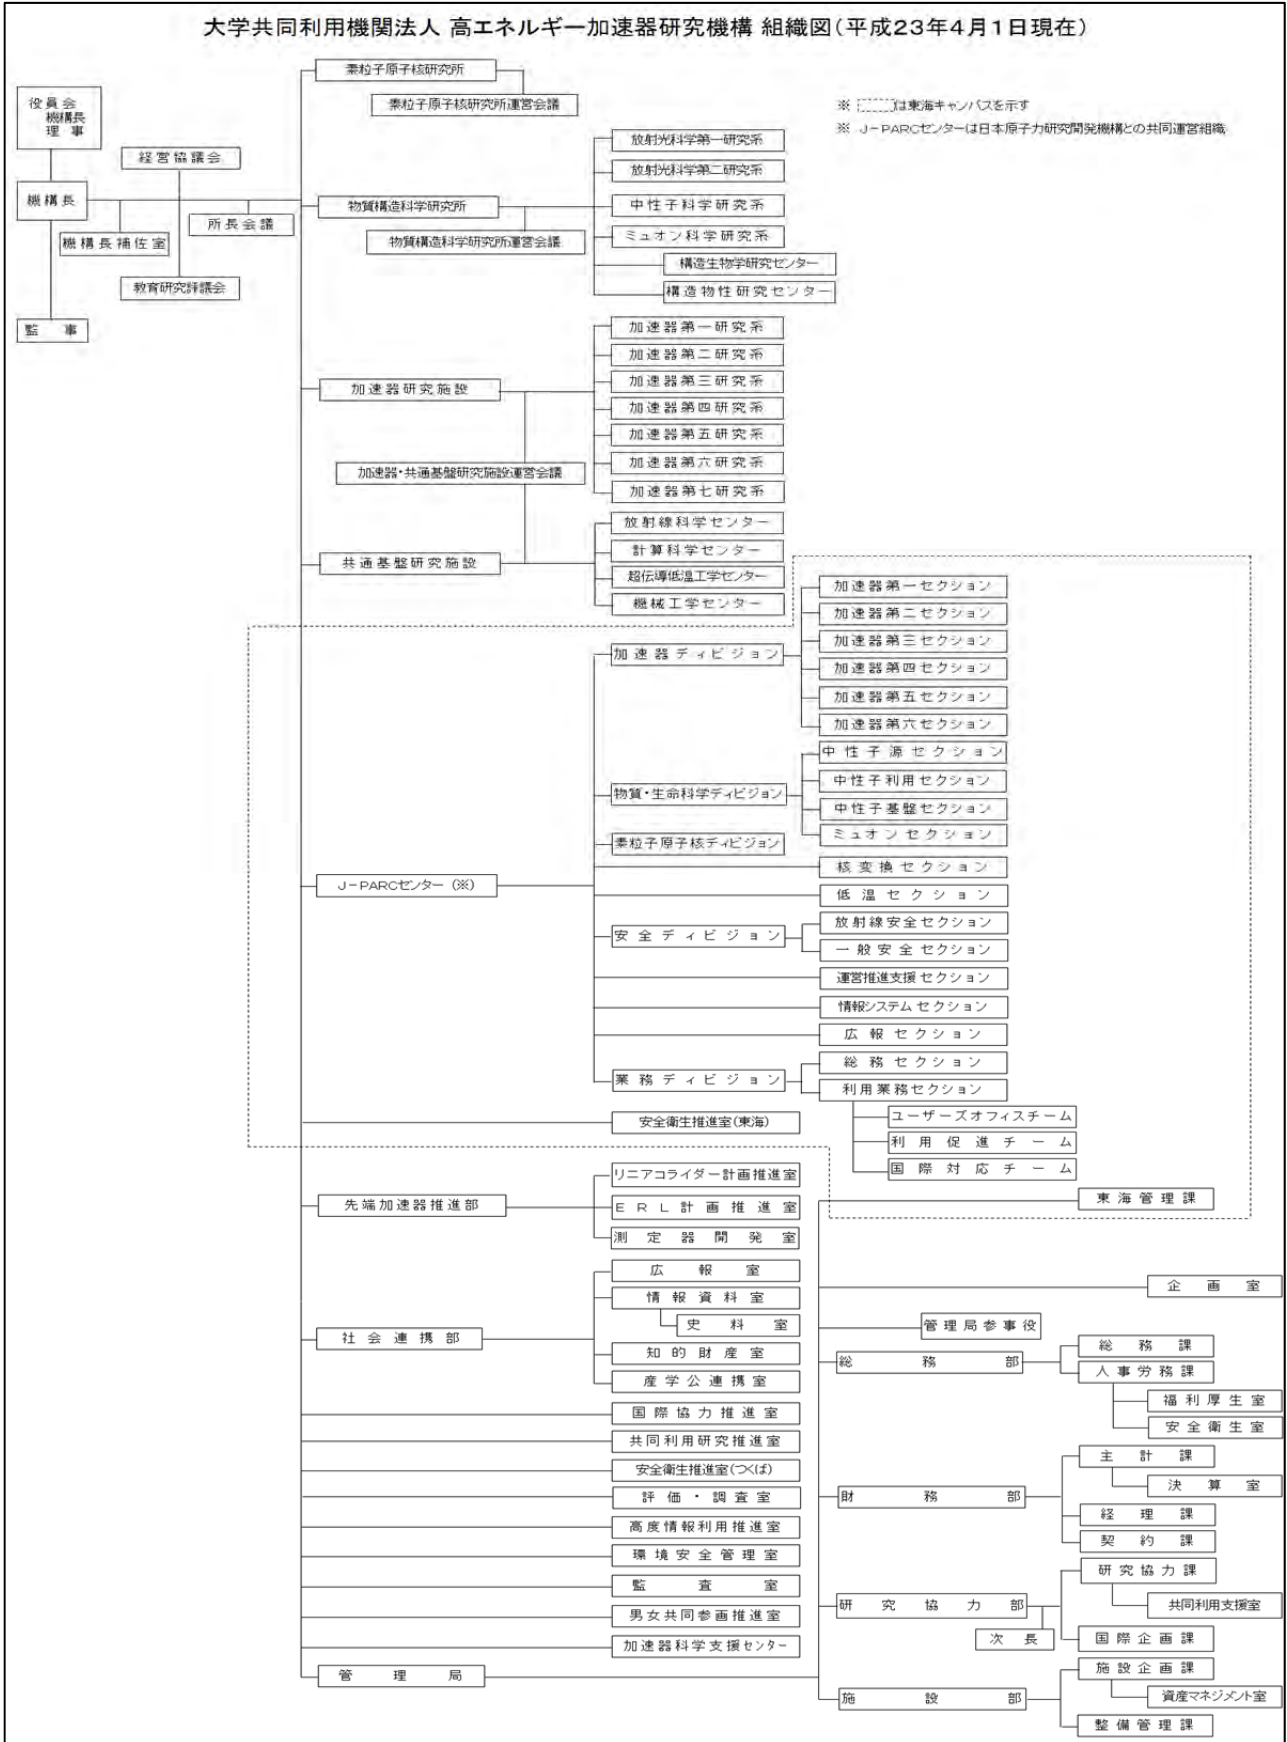 大学共同利用機関法人 高エネルギー加速器研究機構 組織図(平成23年4月1日現在)
役員会
機構長
理事
機構長
監事
経営協議会
機構長補佐室
所長会議
教育研究評議会
※ は東海キャンパスを示す
※ J-PARCセンターは日本原子力研究開発機構との共同運営組織
素粒子原子核研究所
素粒子原子核研究所運営会議
物質構造科学研究所
物質構造科学研究所運営会議
放射光科学第一研究系
放射光科学第二研究系
中性子科学研究系
ミュオン科学研究系
構造生物学研究センター
構造物性研究センター
加速器研究施設
加速器第一研究系
加速器第二研究系
加速器第三研究系
加速器第四研究系
加速器第五研究系
加速器第六研究系
加速器第七研究系
加速器・共通基盤研究施設運営会議
共通基盤研究施設
放射線科学センター
計算科学センター
超伝導低温工学センター
機械工学センター
J-PARCセンター(※)
加速器ディビジョン
加速器第一セクション
加速器第二セクション
加速器第三セクション
加速器第四セクション
加速器第五セクション
加速器第六セクション
物質・生命科学ディビジョン
中性子源セクション
中性子利用セクション
中性子基盤セクション
ミュオンセクション
素粒子原子核ディビジョン
核変換セクション
低温セクション
安全ディビジョン
放射線安全セクション
一般安全セクション
運営推進支援セクション
情報システムセクション
広報セクション
業務ディビジョン
総務セクション
利用業務セクション
ユーザーズオフィスチーム
利用促進チーム
国際対応チーム
安全衛生推進室(東海)
先端加速器推進部
リニアコライダー計画推進室
ERL計画推進室
測定器開発室
社会連携部
広報室
情報資料室
史料室
知的財産室
産学公連携室
国際協力推進室
共同利用研究推進室
安全衛生推進室(つくば)
評価・調査室
高度情報利用推進室
環境安全管理室
監査室
男女共同参画推進室
加速器科学支援センター
管理局
東海管理課
企画室
管理局参事役
総務部
総務課
人事労務課
福利厚生室
安全衛生室
財務部
主計課
決算室
経理課
契約課
研究協力部
次長
研究協力課
共同利用支援室
国際企画課
施設部
施設企画課
資産マネジメント室
整備管理課